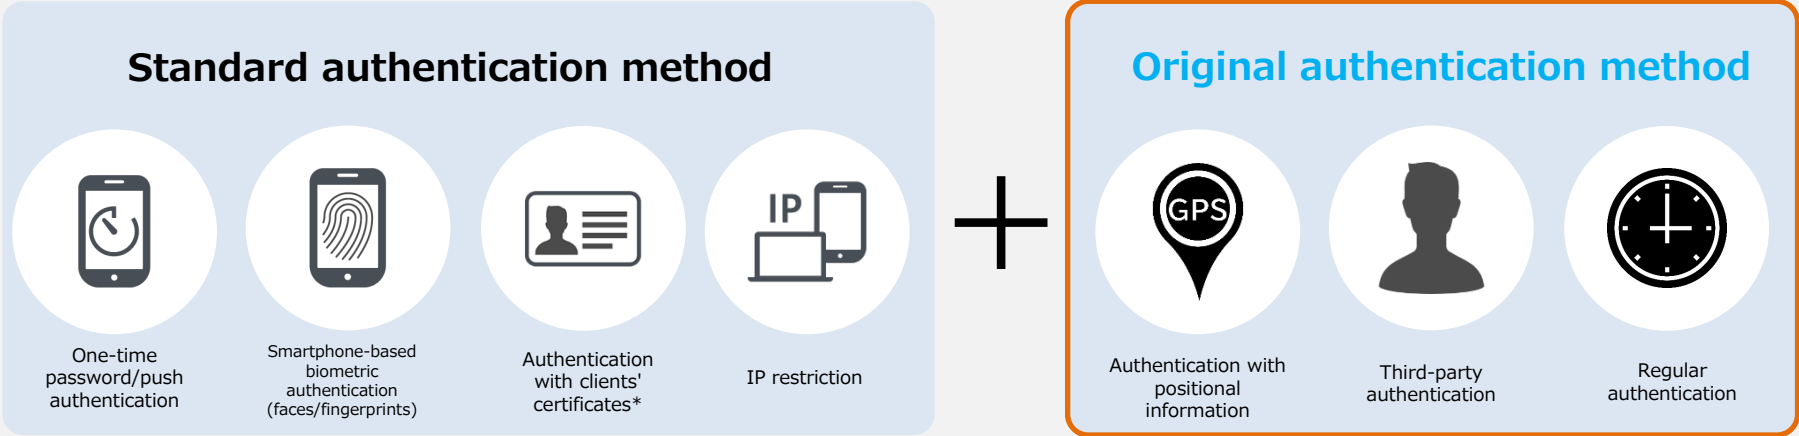 Standard authentication method
One-time
password/push
authentication
Smartphone-based
biometric
authentication
(faces/fingerprints)
Authentication
with clients'
certificates*
IP
IP restriction
Original authentication method
GPS
Authentication with
positional
information
Third-party
authentication
Regular
authentication